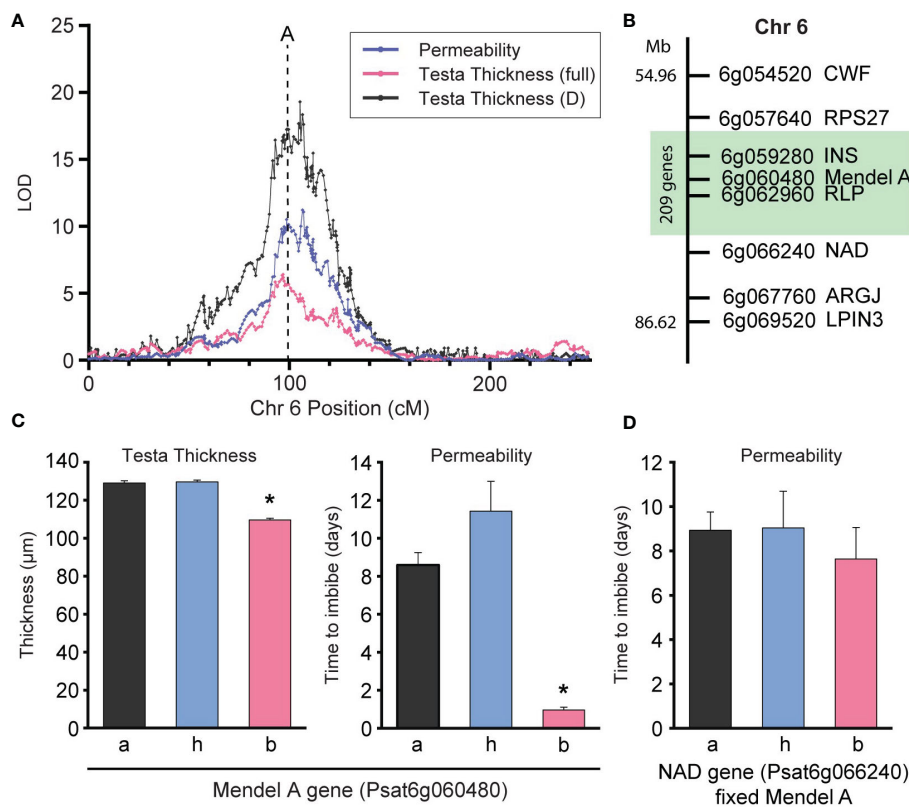 A
25
20
15
10
5
0
LOD
A
Permeability
Testa Thickness (full)
Testa Thickness (D)
0 100 200
Chr 6 Position (cM)
B
Chr 6
Mb
54.96
6g054520 CWF
6g057640 RPS27
209 genes
6g059280 INS
6g060480 Mendel A
6g062960 RLP
6g066240 NAD
6g067760 ARGJ
86.62
6g069520 LPIN3
C
Testa Thickness
140
120
100
80
60
40
20
0
Thickness (µm)
*
a h b
Permeability
14
12
10
8
6
4
2
0
Time to imbibe (days)
*
a h b
Mendel A gene (Psat6g060480)
D
Permeability
12
10
8
6
4
2
0
Time to imbibe (days)
a h b
NAD gene (Psat6g066240)
fixed Mendel A